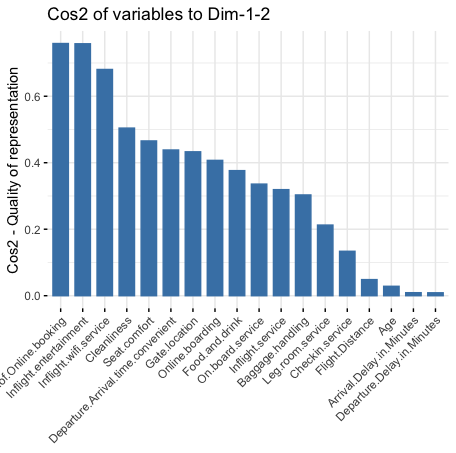 Cos2 of variables to Dim-1-2
Cos2 - Quality of representation
0.6
0.4
0.2
0.0
of.Online.booking
Inflight.entertainment
Inflight.wifi.service
Cleanliness
Seat.comfort
Departure.Arrival.time.convenient
Gate.location
Online.boarding
Food.and.drink
On.board.service
Inflight.service
Baggage.handling
Leg.room.service
Checkin.service
Flight.Distance
Age
Arrival.Delay.in.Minutes
Departure.Delay.in.Minutes